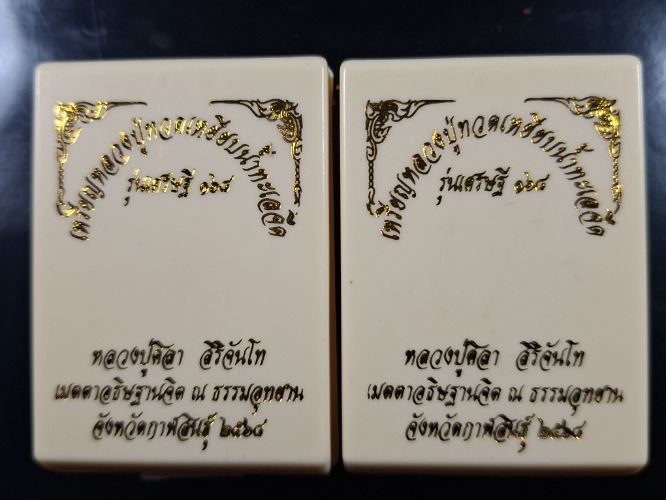 เหรียญหลวงปู่ทวดเหยียบน้ำทะเลจืด
รุ่นเศรษฐี ๑๖๘
หลวงปู่ศิลา สิริจันโท
เมตตาอธิษฐานจิต ณ ธรรมอุทยาน
จังหวัดกาฬสินธุ์ ๒๕๖๘
เหรียญหลวงปู่ทวดเหยียบน้ำทะเลจืด
รุ่นเศรษฐี ๑๖๘
หลวงปู่ศิลา สิริจันโท
เมตตาอธิษฐานจิต ณ ธรรมอุทยาน
จังหวัดกาฬสินธุ์ ๒๕๖๘